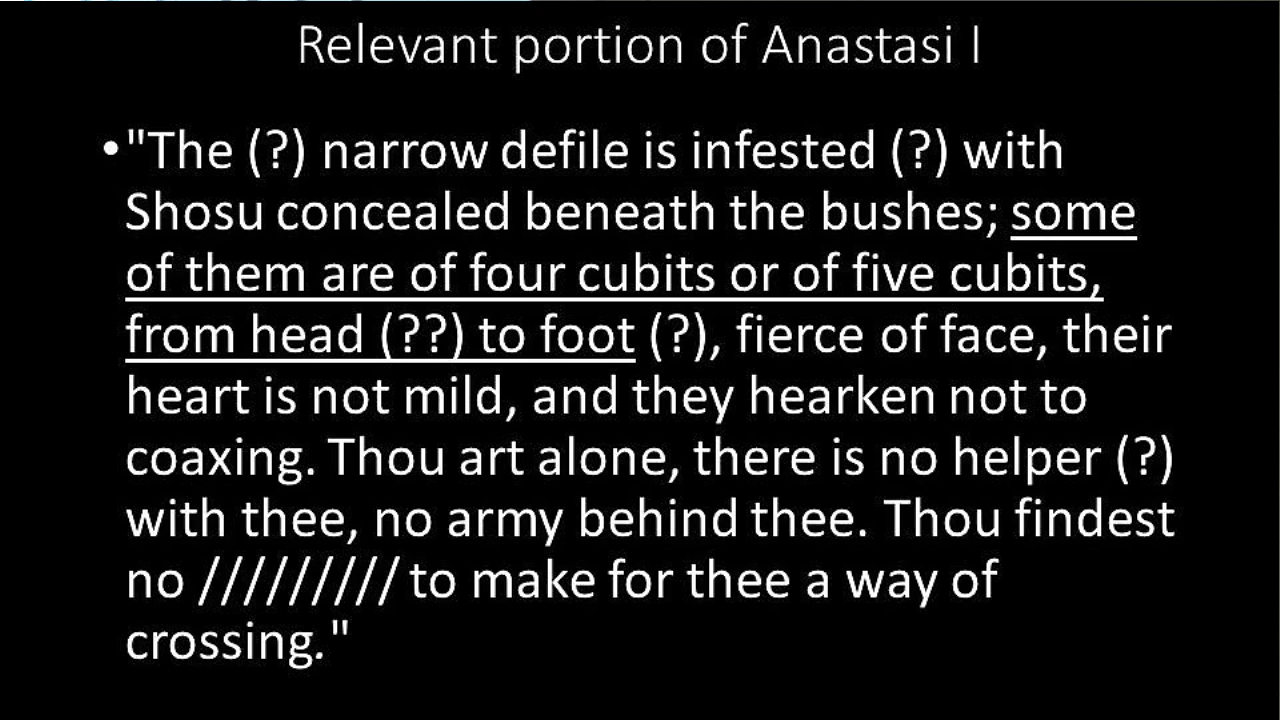 Relevant portion of Anastasi I
•"The (?) narrow defile is infested (?) with
Shosu concealed beneath the bushes; some
of them are of four cubits or of five cubits,
from head (??) to foot (?), fierce of face, their
heart is not mild, and they hearken not to
coaxing. Thou art alone, there is no helper (?)
with thee, no army behind thee. Thou findest
no ///////// to make for thee a way of
crossing."